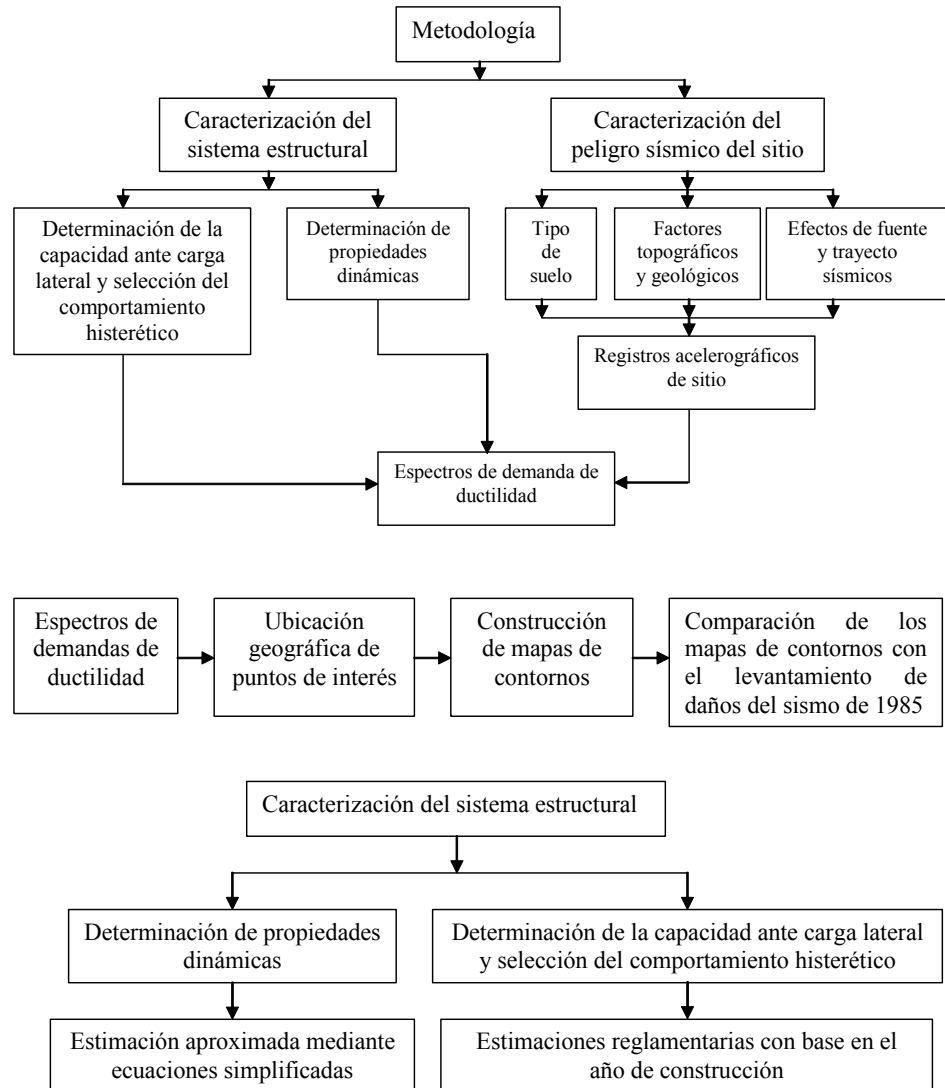 Metodología
Caracterización del
sistema estructural
Caracterización del
peligro sísmico del sitio
Determinación de la
capacidad ante carga
lateral y selección del
comportamiento
histerético
Determinación de
propiedades
dinámicas
Tipo
de
suelo
Factores
topográficos
y geológicos
Efectos de fuente
y trayecto
sísmicos
Registros acelerográficos
de sitio
Espectros de demanda de
ductilidad
Espectros de
demandas de
ductilidad
Ubicación
geográfica de
puntos de interés
Construcción
de mapas de
contornos
Comparación de los
mapas de contornos con
el levantamiento de
daños del sismo de 1985
Caracterización del sistema estructural
Determinación de propiedades
dinámicas
Determinación de la capacidad ante carga lateral
y selección del comportamiento histerético
Estimación aproximada mediante
ecuaciones simplificadas
Estimaciones reglamentarias con base en el
año de construcción